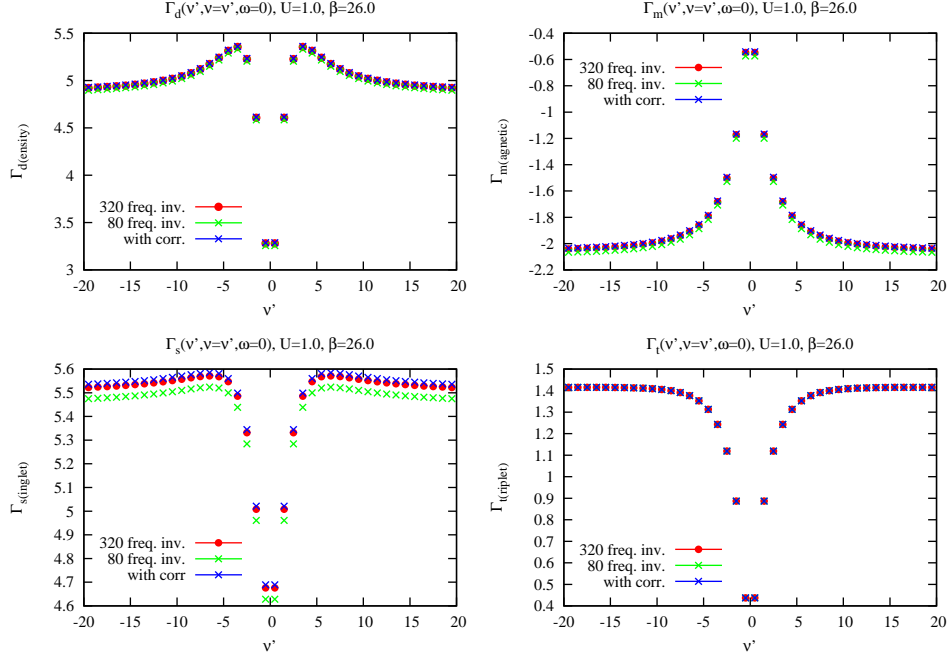 Γd(ν',ν=ν',ω=0), U=1.0, β=26.0
5.5
5
4.5
4
3.5
3
Γd(ensity)
320 freq. inv.
80 freq. inv.
with corr.
-20 -15 -10 -5 0 5 10 15 20
ν'
Γm(ν',ν=ν',ω=0), U=1.0, β=26.0
-0.4
-0.6
-0.8
-1
-1.2
-1.4
-1.6
-1.8
-2
-2.2
Γm(agnetic)
320 freq. inv.
80 freq. inv.
with corr.
-20 -15 -10 -5 0 5 10 15 20
ν'
Γs(ν',ν=ν',ω=0), U=1.0, β=26.0
5.6
5.5
5.4
5.3
5.2
5.1
5
4.9
4.8
4.7
4.6
Γs(inglet)
320 freq. inv.
80 freq. inv.
with corr
-20 -15 -10 -5 0 5 10 15 20
ν'
Γt(ν',ν=ν',ω=0), U=1.0, β=26.0
1.5
1.4
1.3
1.2
1.1
1
0.9
0.8
0.7
0.6
0.5
0.4
Γt(riplet)
320 freq. inv.
80 freq. inv.
with corr.
-20 -15 -10 -5 0 5 10 15 20
ν'